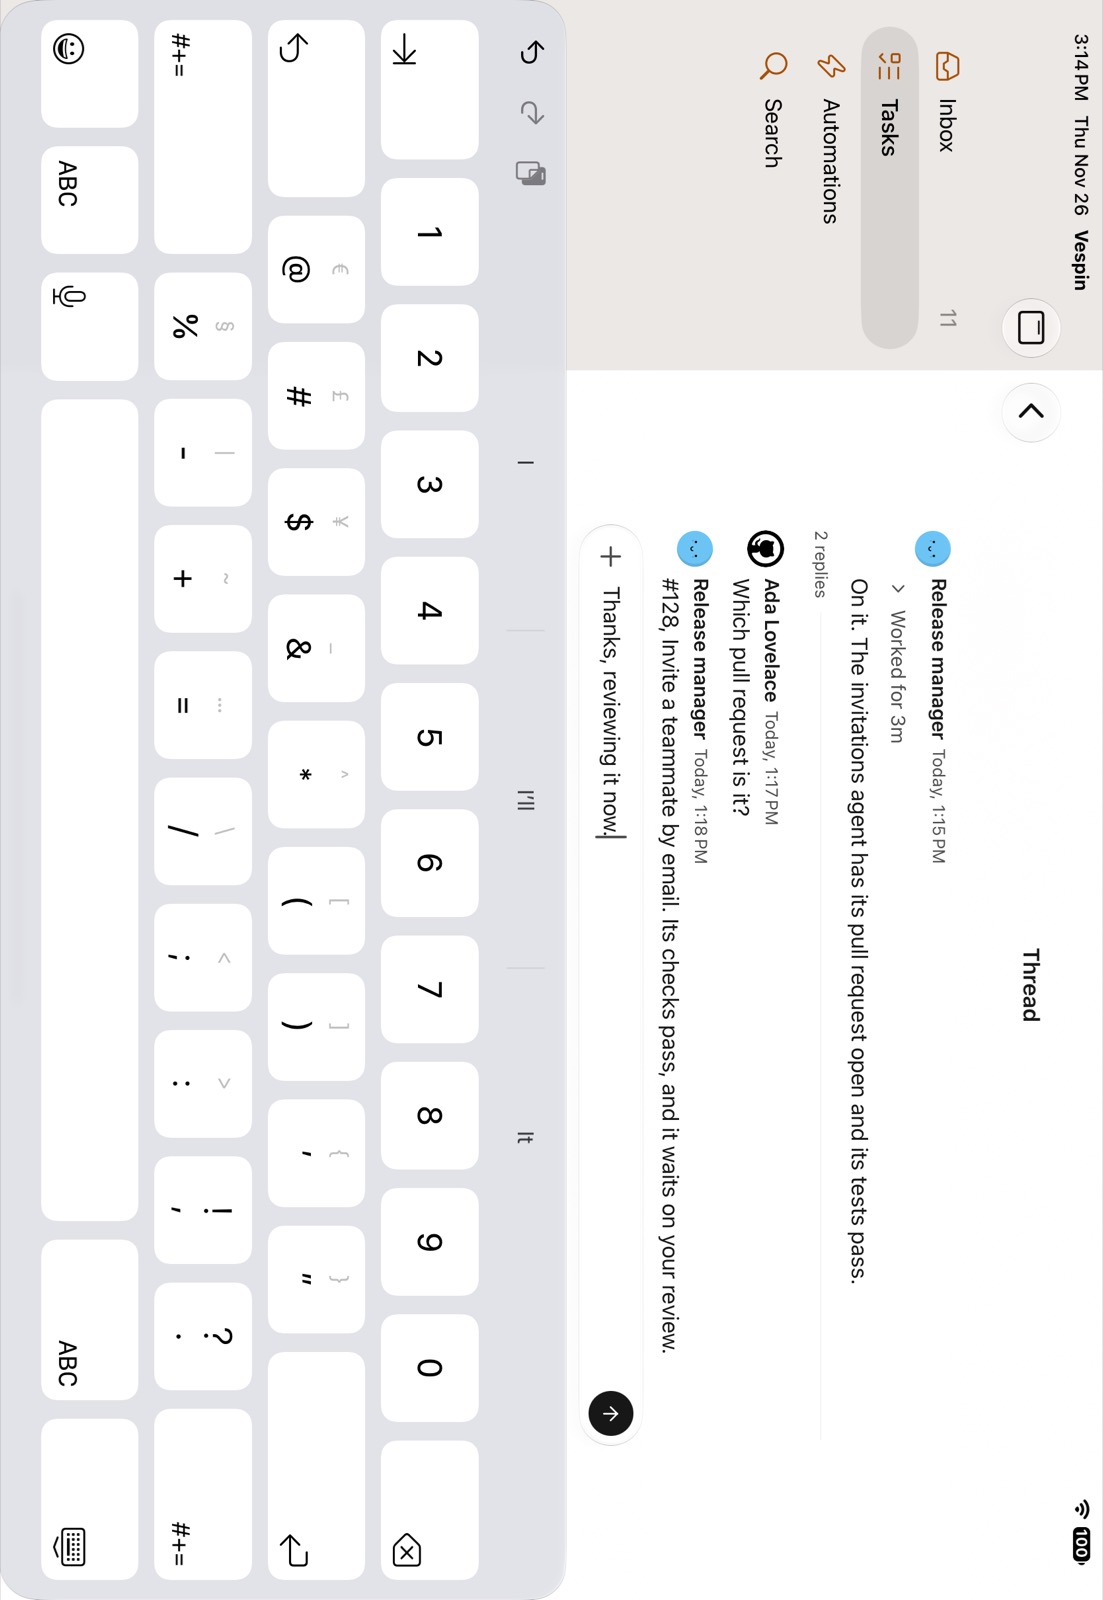 3:14 PM Thu Nov 26 Vespin
100
Thread
Inbox 11
Tasks
Automations
Search
Release manager Today, 1:15 PM
Worked for 3m
On it. The invitations agent has its pull request open and its tests pass.
2 replies
Ada Lovelace Today, 1:17 PM
Which pull request is it?
Release manager Today, 1:18 PM
#128, Invite a teammate by email. Its checks pass, and it waits on your review.
Thanks, reviewing it now.
I I’ll It
1 2 3 4 5 6 7 8 9 0
€ £ ¥ _ ^ [ ] { }
@ # $ & * ( ) ' "
§ | ~ … \ < > ! ?
#+= % - + = / ; : , . #+=
ABC ABC